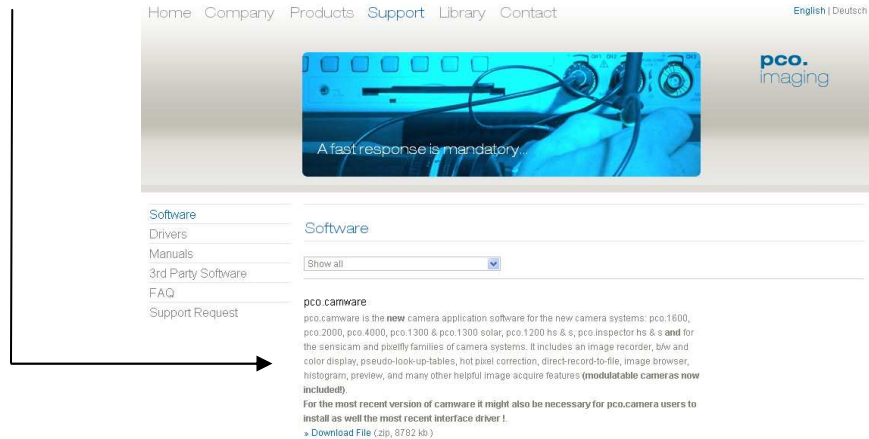 Home Company Products Support Library Contact
English | Deutsch
pco.
imaging
A fast response is mandatory...
Software
Drivers
Manuals
3rd Party Software
FAQ
Support Request
Software
Show all
pco.camware
pco.camware is the new camera application software for the new camera systems: pco.1600,
pco.2000, pco.4000, pco.1300 & pco.1300 solar, pco.1200 hs & s, pco.inspector hs & s and for
the sensicam and pixelfly families of camera systems. It includes an image recorder, b/w and
color display, pseudo-look-up-tables, hot pixel correction, direct-record-to-file, image browser,
histogram, preview, and many other helpful image acquire features (modulatable cameras now
included!).
For the most recent version of camware it might also be necessary for pco.camera users to
install as well the most recent interface driver !.
» Download File (.zip, 8782 kb )